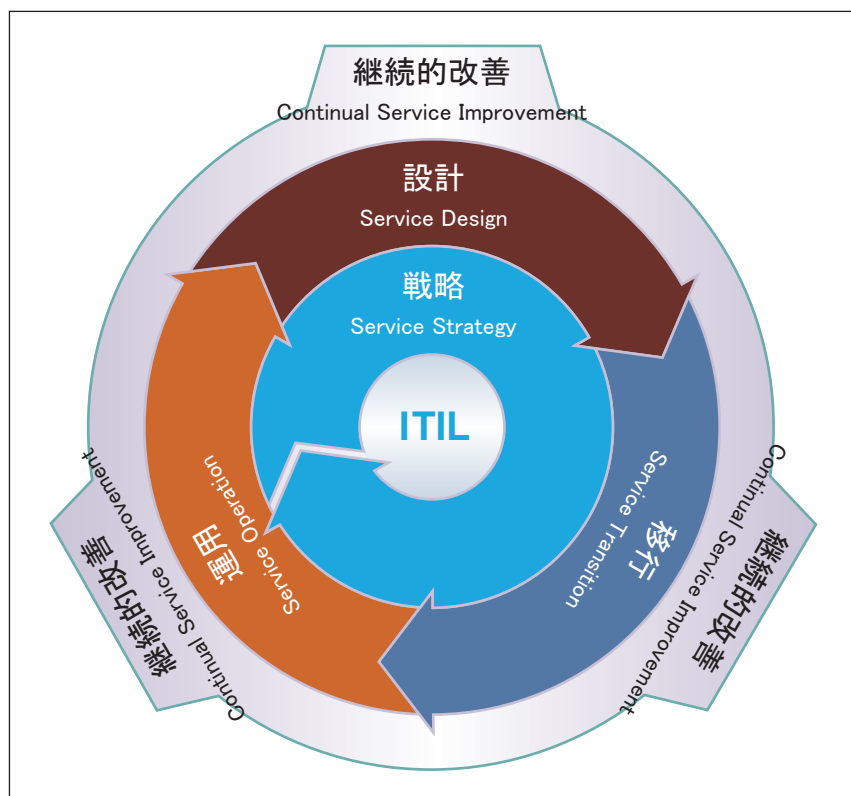 継続的改善
Continual Service Improvement
設計
Service Design
戦略
Service Strategy
ITIL
Service Transition
移行
Continual Service Improvement
継続的改善
Service Operation
運用
Continual Service Improvement
継続的改善